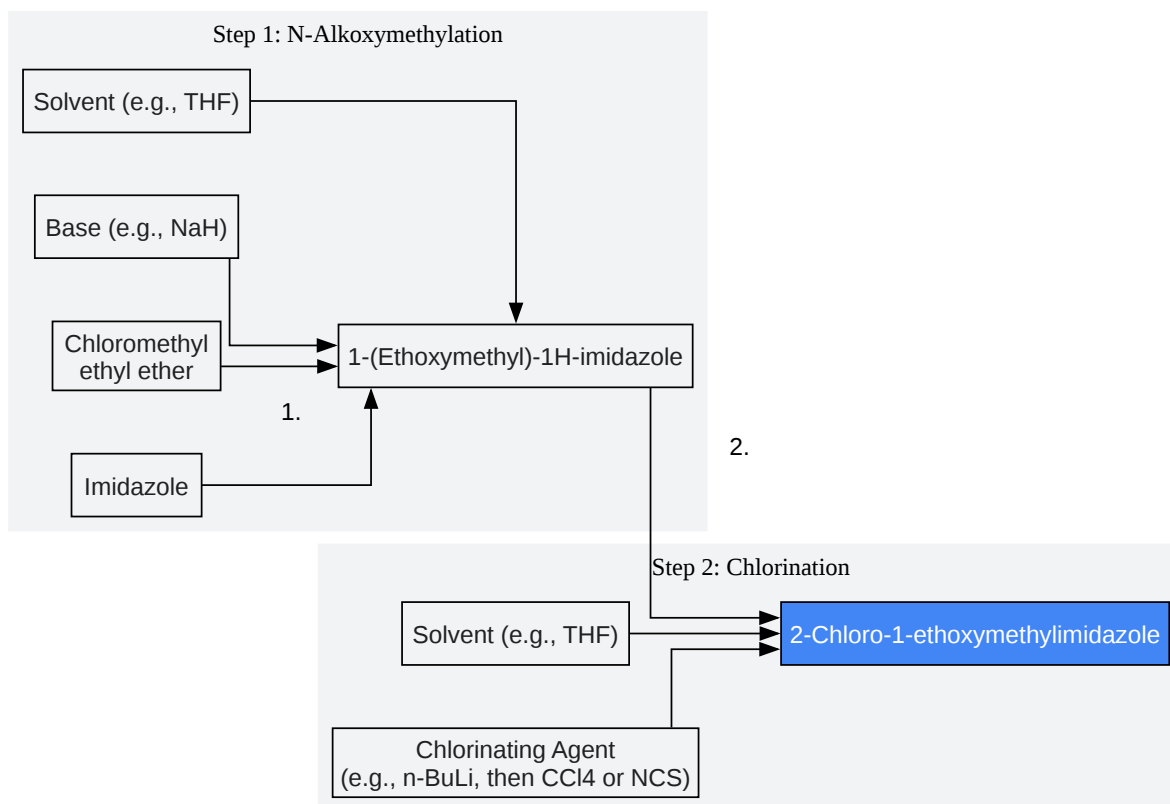 Step 1: N-Alkoxymethylation
Solvent (e.g., THF)
Base (e.g., NaH)
Chloromethyl
ethyl ether
1-(Ethoxymethyl)-1H-imidazole
1.
2.
Imidazole
Step 2: Chlorination
Solvent (e.g., THF)
2-Chloro-1-ethoxymethylimidazole
Chlorinating Agent
(e.g., n-BuLi, then CCl4 or NCS)